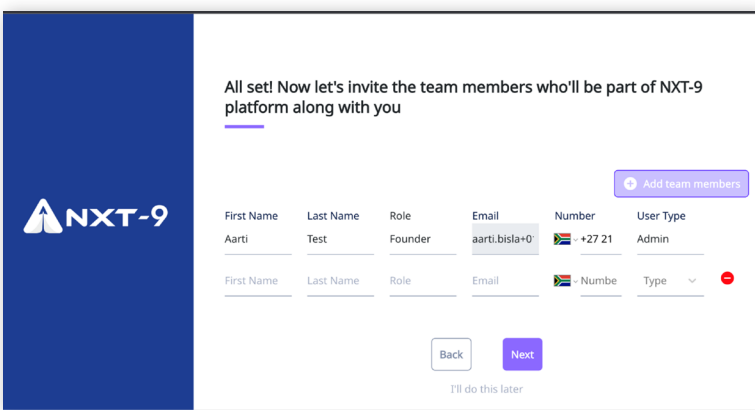 NXT-9
All set! Now let's invite the team members who'll be part of NXT-9
platform along with you
Add team members
First Name Last Name Role Email Number User Type
Aarti Test Founder aarti.bisla+0 +27 21 Admin
First Name Last Name Role Email Numbe Type
Back Next
I'll do this later